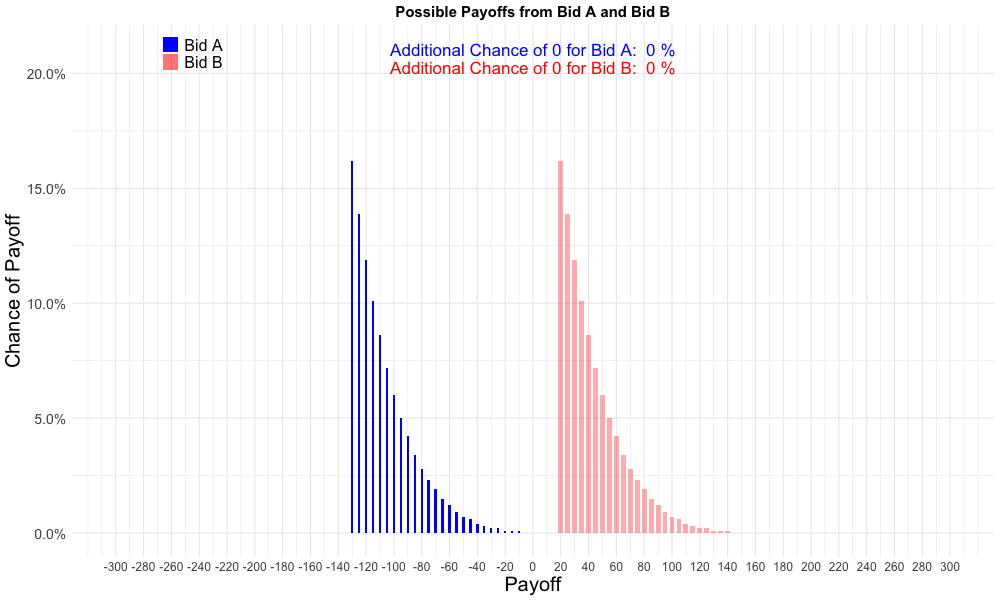 Possible Payoffs from Bid A and Bid B
Bid A
Bid B
Additional Chance of 0 for Bid A:  0 %
Additional Chance of 0 for Bid B:  0 %
Chance of Payoff
20.0%
15.0%
10.0%
5.0%
0.0%
-300 -280 -260 -240 -220 -200 -180 -160 -140 -120 -100 -80 -60 -40 -20 0 20 40 60 80 100 120 140 160 180 200 220 240 260 280 300
Payoff